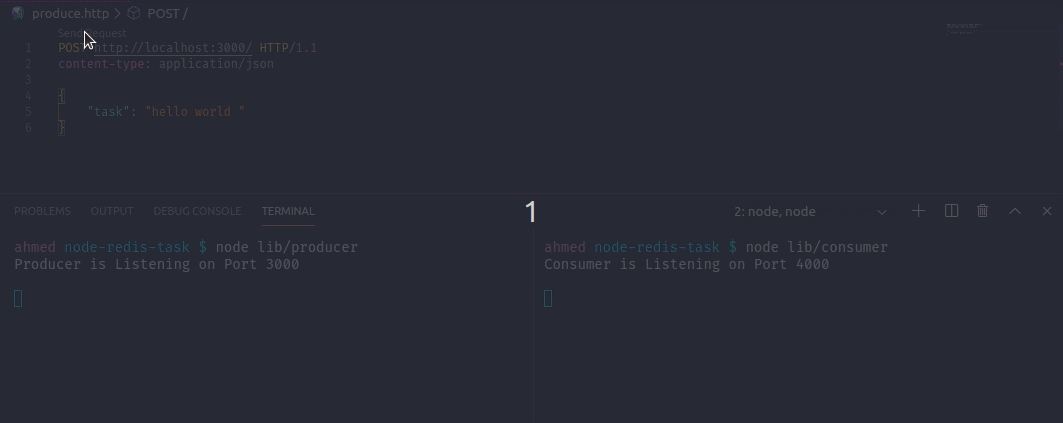 produce.http > POST /
Send Request
1 POST http://localhost:3000/ HTTP/1.1
2 content-type: application/json
3
4 {
5 "task": "hello world "
6 }
1
PROBLEMS OUTPUT DEBUG CONSOLE TERMINAL 2: node, node
ahmed node-redis-task $ node lib/producer
Producer is Listening on Port 3000
ahmed node-redis-task $ node lib/consumer
Consumer is Listening on Port 4000